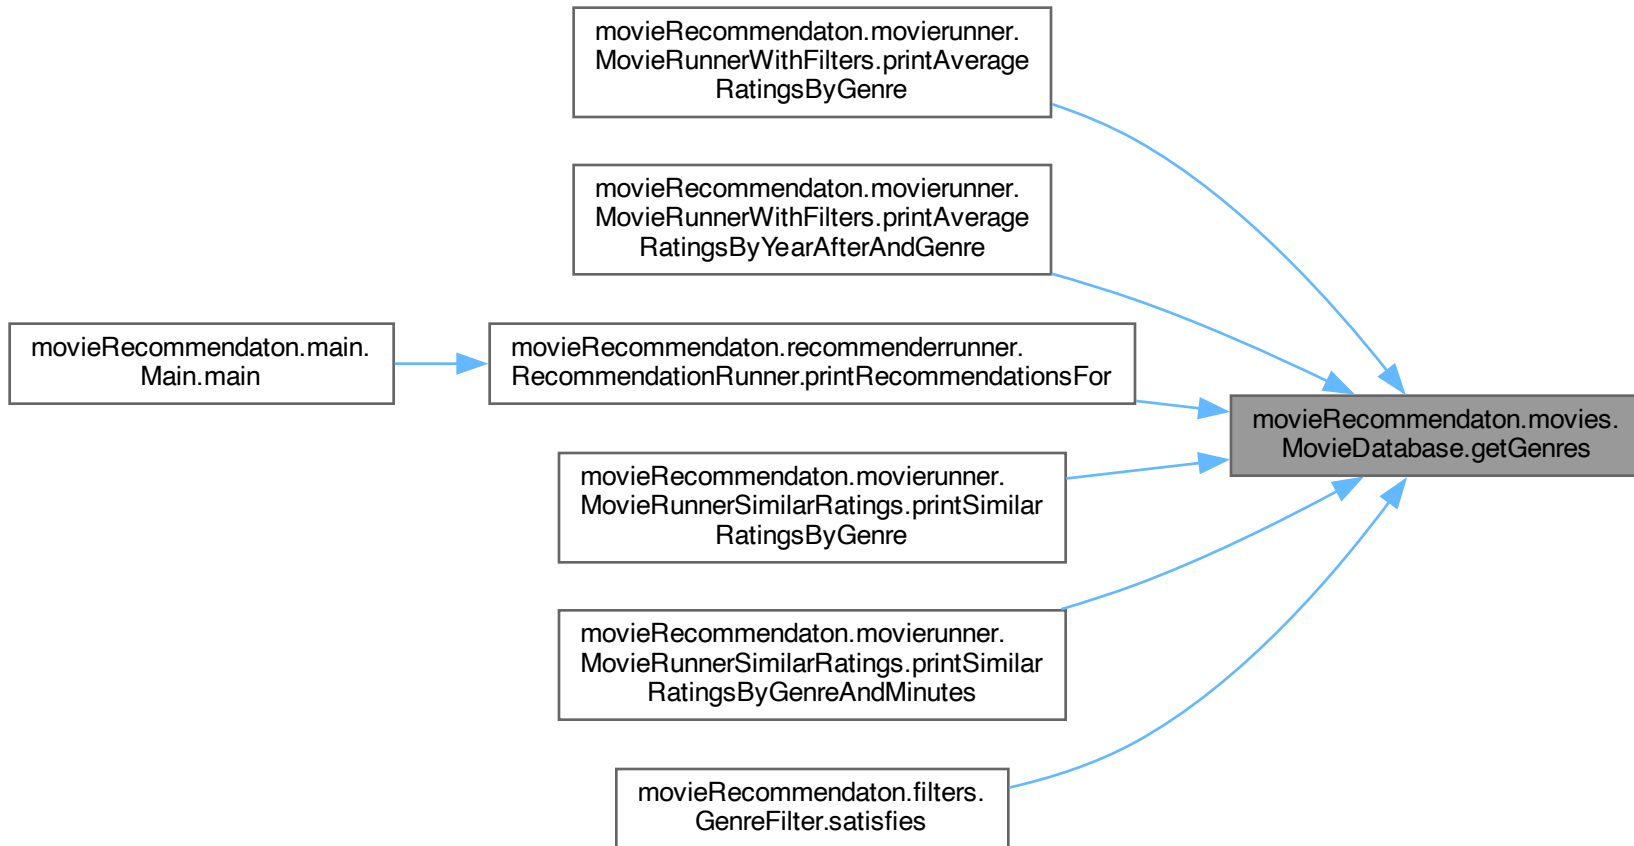 movieRecommendaton.movierunner.
MovieRunnerWithFilters.printAverage
RatingsByGenre
movieRecommendaton.movierunner.
MovieRunnerWithFilters.printAverage
RatingsByYearAfterAndGenre
movieRecommendaton.main.
Main.main
movieRecommendaton.recommenderrunner.
RecommendationRunner.printRecommendationsFor
movieRecommendaton.movies.
MovieDatabase.getGenres
movieRecommendaton.movierunner.
MovieRunnerSimilarRatings.printSimilar
RatingsByGenre
movieRecommendaton.movierunner.
MovieRunnerSimilarRatings.printSimilar
RatingsByGenreAndMinutes
movieRecommendaton.filters.
GenreFilter.satisfies